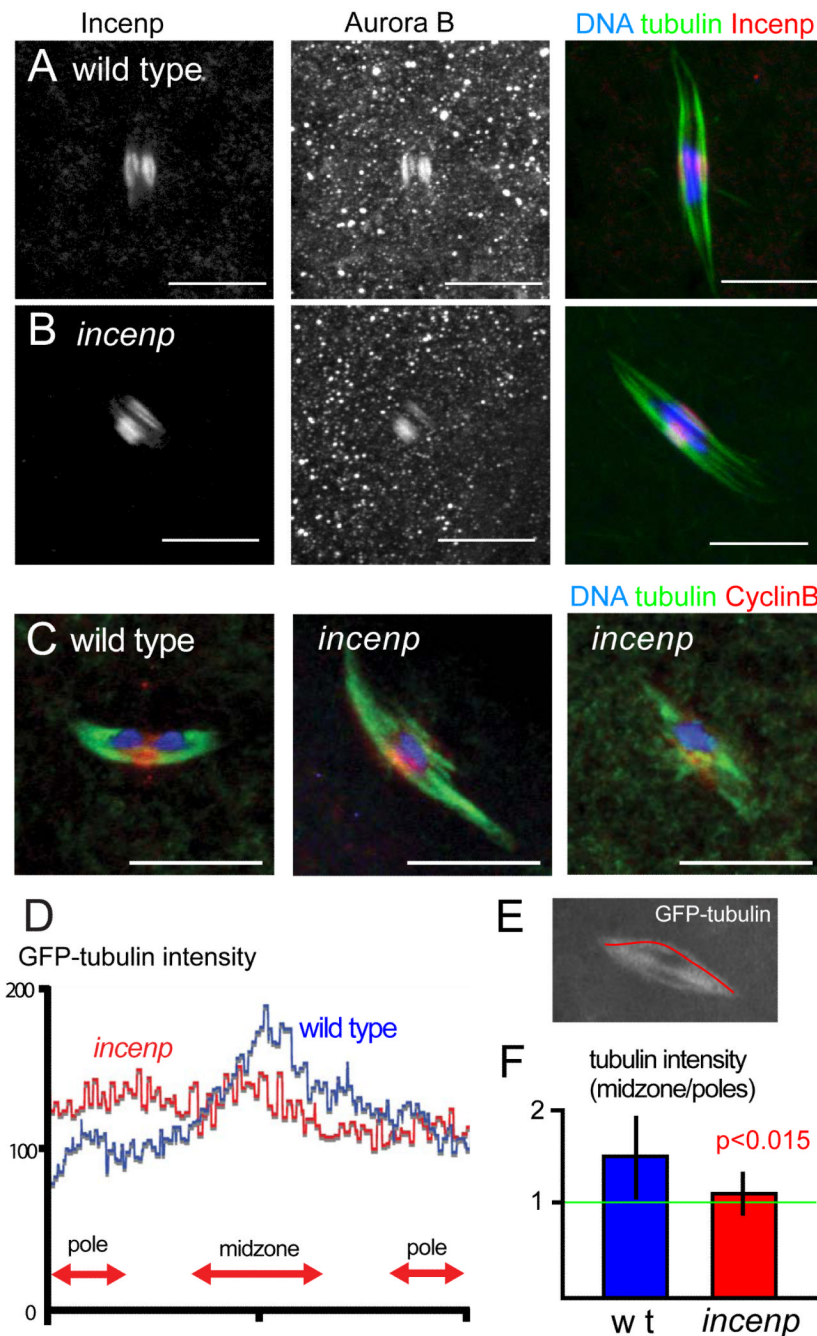 Incenp
Aurora B
DNA tubulin Incenp
A wild type
B incenp
DNA tubulin CyclinB
C wild type
incenp
incenp
D
GFP-tubulin intensity
200
100
0
incenp
wild type
pole
midzone
pole
E
GFP-tubulin
F
tubulin intensity
(midzone/poles)
2
1
p<0.015
w t
incenp